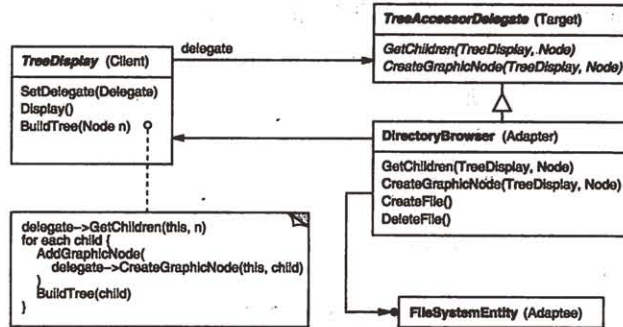 TreeAccessorDelegate (Target)
delegate
TreeDisplay (Client)
GetChildren(TreeDisplay, Node)
CreateGraphicNode(TreeDisplay, Node)
SetDelegate(Delegate)
Display()
BuildTree(Node n)
DirectoryBrowser (Adapter)
GetChildren(TreeDisplay, Node)
CreateGraphicNode(TreeDisplay, Node)
CreateFile()
DeleteFile()
delegate–>GetChildren(this, n)
for each child {
AddGraphicNode(
delegate–>CreateGraphicNode(this, child)
)
BuildTree(child)
}
FileSystemEntity (Adaptee)